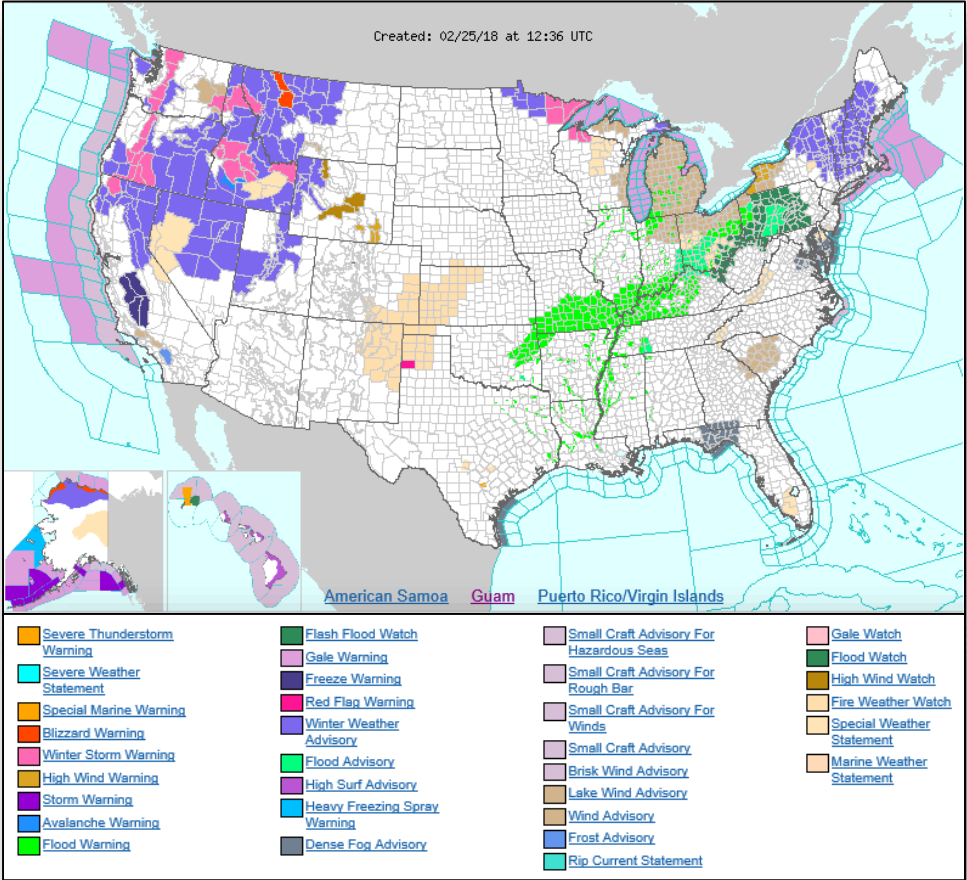 Created: 02/25/18 at 12:36 UTC
American Samoa Guam Puerto Rico/Virgin Islands
Severe Thunderstorm
Warning
Severe Weather
Statement
Special Marine Warning
Blizzard Warning
Winter Storm Warning
High Wind Warning
Storm Warning
Avalanche Warning
Flood Warning
Flash Flood Watch
Gale Warning
Freeze Warning
Red Flag Warning
Winter Weather
Advisory
Flood Advisory
High Surf Advisory
Heavy Freezing Spray
Warning
Dense Fog Advisory
Small Craft Advisory For
Hazardous Seas
Small Craft Advisory For
Rough Bar
Small Craft Advisory For
Winds
Small Craft Advisory
Brisk Wind Advisory
Lake Wind Advisory
Wind Advisory
Frost Advisory
Rip Current Statement
Gale Watch
Flood Watch
High Wind Watch
Fire Weather Watch
Special Weather
Statement
Marine Weather
Statement